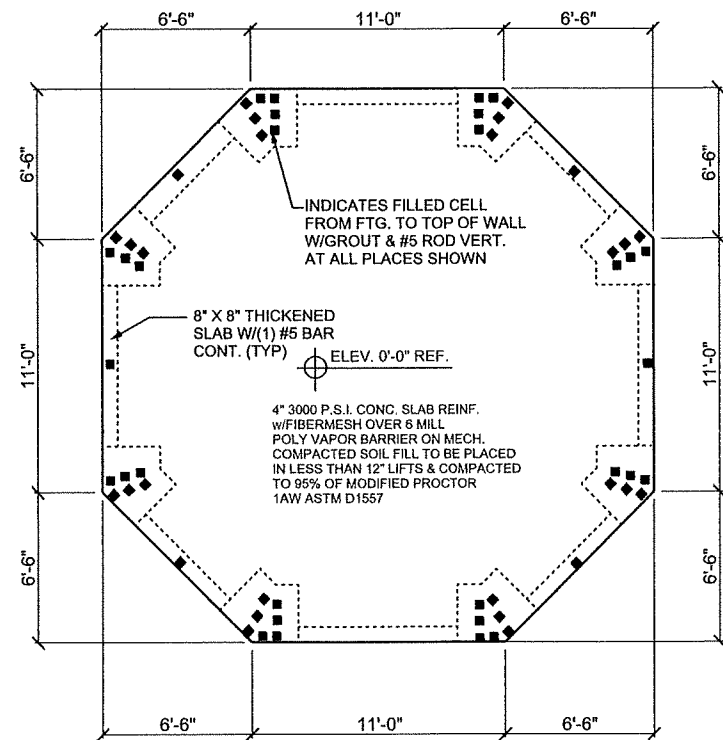 6'-6" 11'-0" 6'-6"
6'-6" 6'-6"
INDICATES FILLED CELL
FROM FTG. TO TOP OF WALL
W/GROUT & #5 ROD VERT.
AT ALL PLACES SHOWN
8" X 8" THICKENED
SLAB W/(1) #5 BAR
CONT. (TYP)
11'-0" 11'-0"
ELEV. 0'-0" REF.
4" 3000 P.S.I. CONC. SLAB REINF.
w/FIBERMESH OVER 6 MILL
POLY VAPOR BARRIER ON MECH.
COMPACTED SOIL FILL TO BE PLACED
IN LESS THAN 12" LIFTS & COMPACTED
TO 95% OF MODIFIED PROCTOR
1AW ASTM D1557
6'-6" 6'-6"
6'-6" 11'-0" 6'-6"